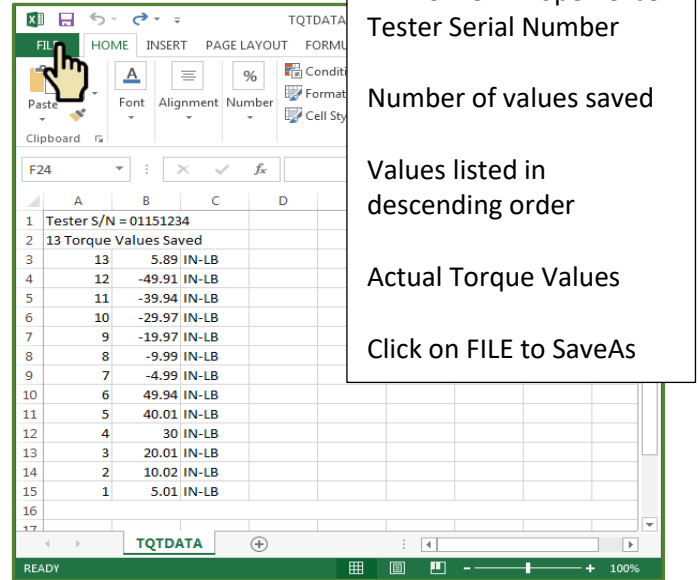 TQTDATA
FILE HOME INSERT PAGE LAYOUT FORMU
Paste
Font Alignment Number
%
Conditi
Format
Cell Sty
Clipboard
F24
fx
A B C D
1 Tester S/N = 01151234
2 13 Torque Values Saved
3 13 5.89 IN-LB
4 12 -49.91 IN-LB
5 11 -39.94 IN-LB
6 10 -29.97 IN-LB
7 9 -19.97 IN-LB
8 8 -9.99 IN-LB
9 7 -4.99 IN-LB
10 6 49.94 IN-LB
11 5 40.01 IN-LB
12 4 30 IN-LB
13 3 20.01 IN-LB
14 2 10.02 IN-LB
15 1 5.01 IN-LB
16
17
TQTDATA
READY
100%
Tester Serial Number
Number of values saved
Values listed in
descending order
Actual Torque Values
Click on FILE to SaveAs